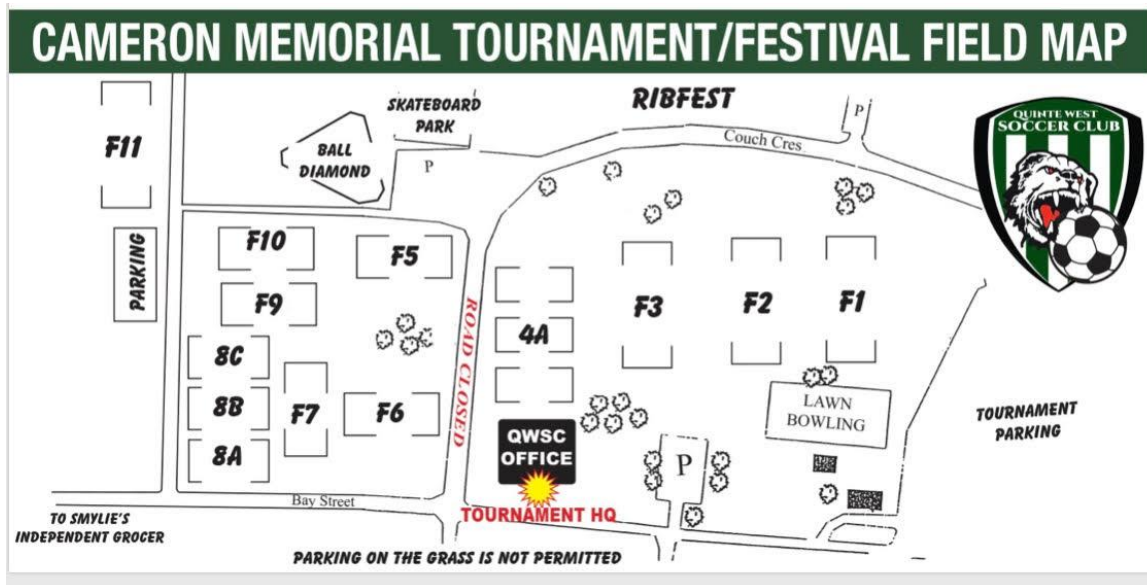 CAMERON MEMORIAL TOURNAMENT/FESTIVAL FIELD MAP
QUINTE WEST
SOCCER CLUB
SKATEBOARD
PARK
RIBFEST
P
Couch Cres
F11
BALL
DIAMOND
P
PARKING
F10
F5
F9
ROAD CLOSED
4A
F3
F2
F1
8C
8B
F7
F6
8A
LAWN
BOWLING
TOURNAMENT
PARKING
QWSC
OFFICE
P
Bay Street
TOURNAMENT HQ
TO SMYLIE'S
INDEPENDENT GROCER
PARKING ON THE GRASS IS NOT PERMITTED